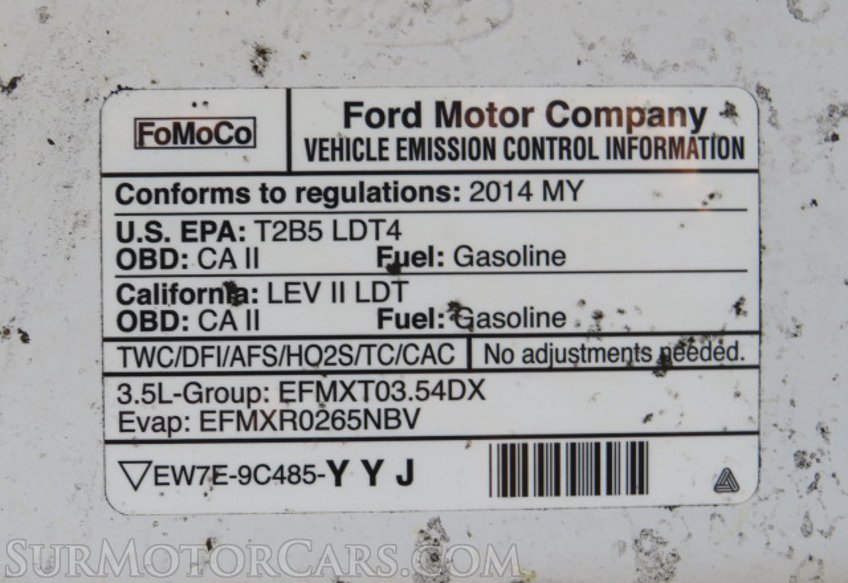 FoMoCo
Ford Motor Company
VEHICLE EMISSION CONTROL INFORMATION
Conforms to regulations: 2014 MY
U.S. EPA: T2B5 LDT4
OBD: CA II Fuel: Gasoline
California: LEV II LDT
OBD: CA II Fuel: Gasoline
TWC/DFI/AFS/HO2S/TC/CAC No adjustments needed.
3.5L-Group: EFMXT03.54DX
Evap: EFMXR0265NBV
EW7E-9C485-Y Y J
SURMOTORCARS.COM